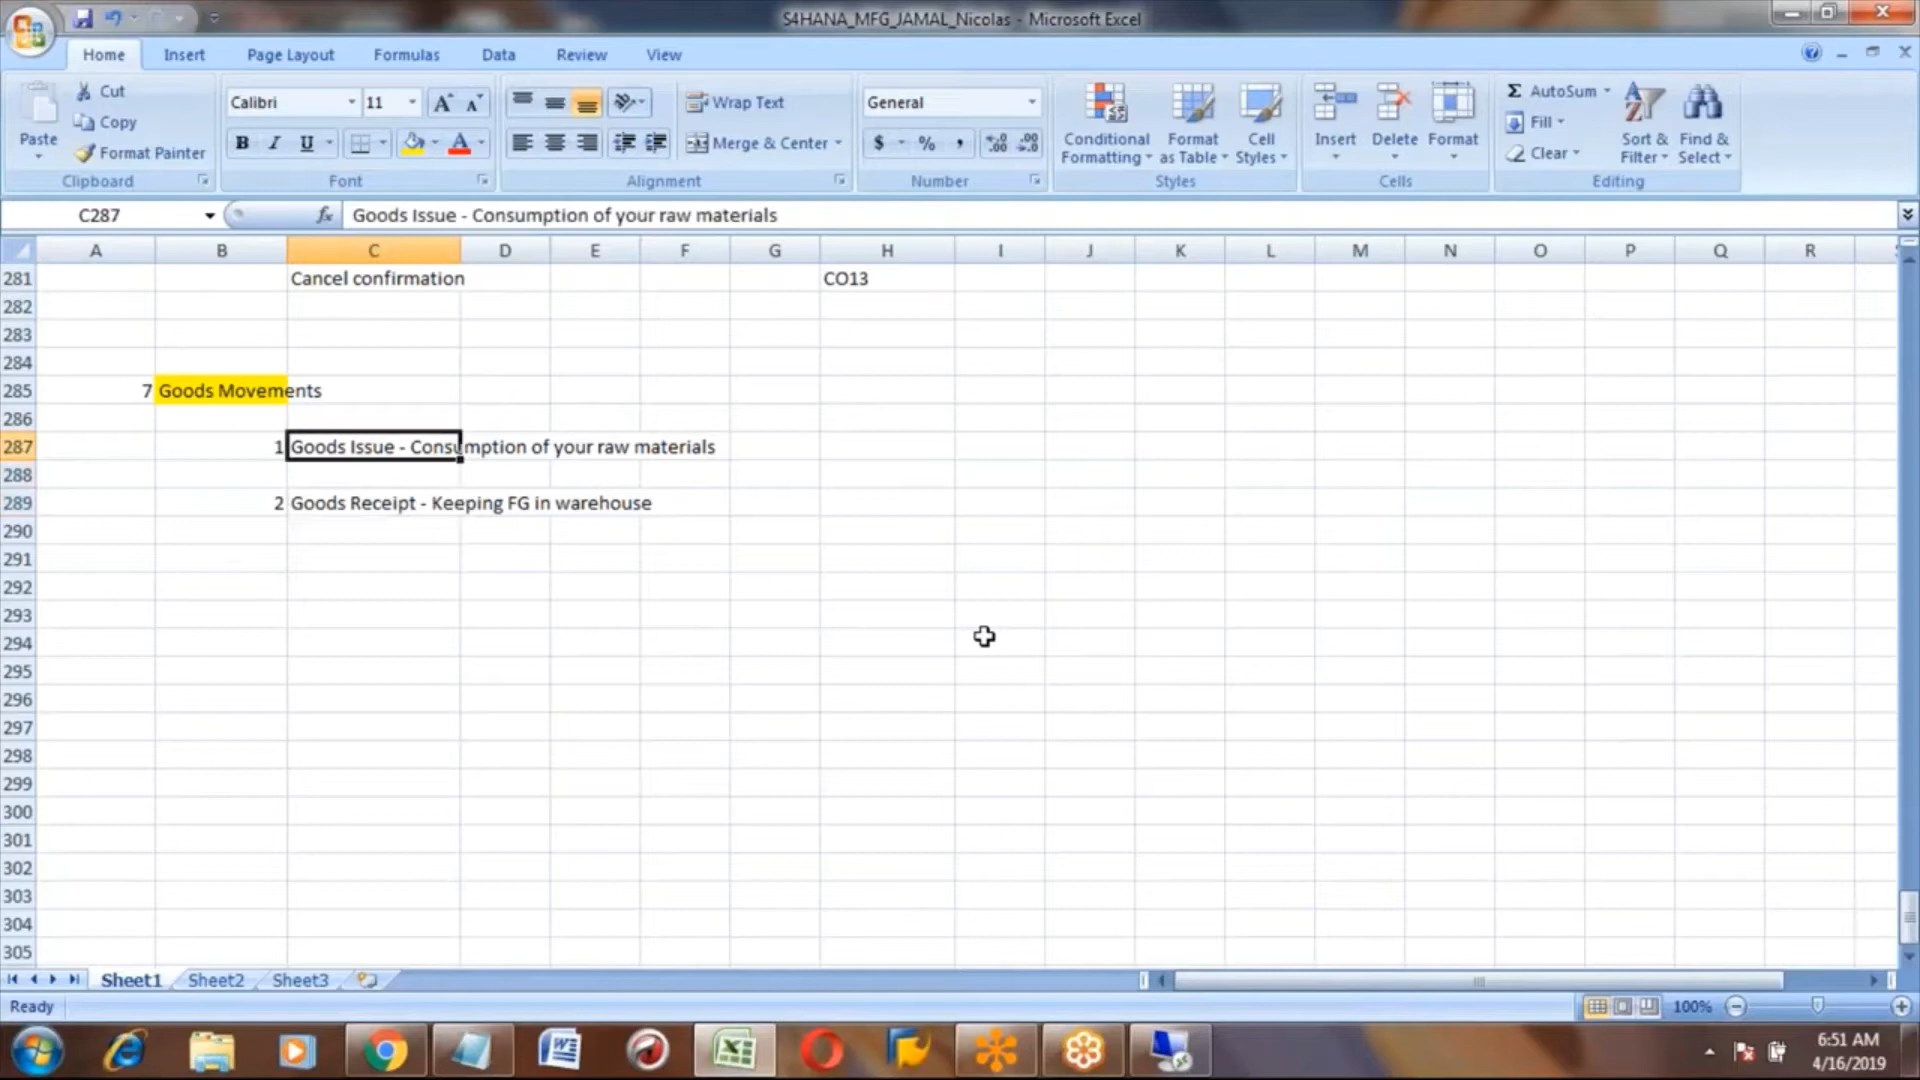 S4HANA_MFG_JAMAL_Nicolas - Microsoft Excel
Home Insert Page Layout Formulas Data Review View
Paste
Cut
Copy
Format Painter
Clipboard
Calibri 11
B I U
Font
Wrap Text
Merge & Center
Alignment
General
$ % ,
Number
Conditional Formatting
Format as Table
Cell Styles
Styles
Insert Delete Format
Cells
Σ AutoSum
Fill
Clear
Sort & Filter
Find & Select
Editing
C287 fx Goods Issue - Consumption of your raw materials
A B C D E F G H I J K L M N O P Q R
281 Cancel confirmation CO13
282
283
284
285 7 Goods Movements
286
287 1 Goods Issue - Consumption of your raw materials
288
289 2 Goods Receipt - Keeping FG in warehouse
290
291
292
293
294
295
296
297
298
299
300
301
302
303
304
305
Sheet1 Sheet2 Sheet3
Ready 100%
6:51 AM
4/16/2019